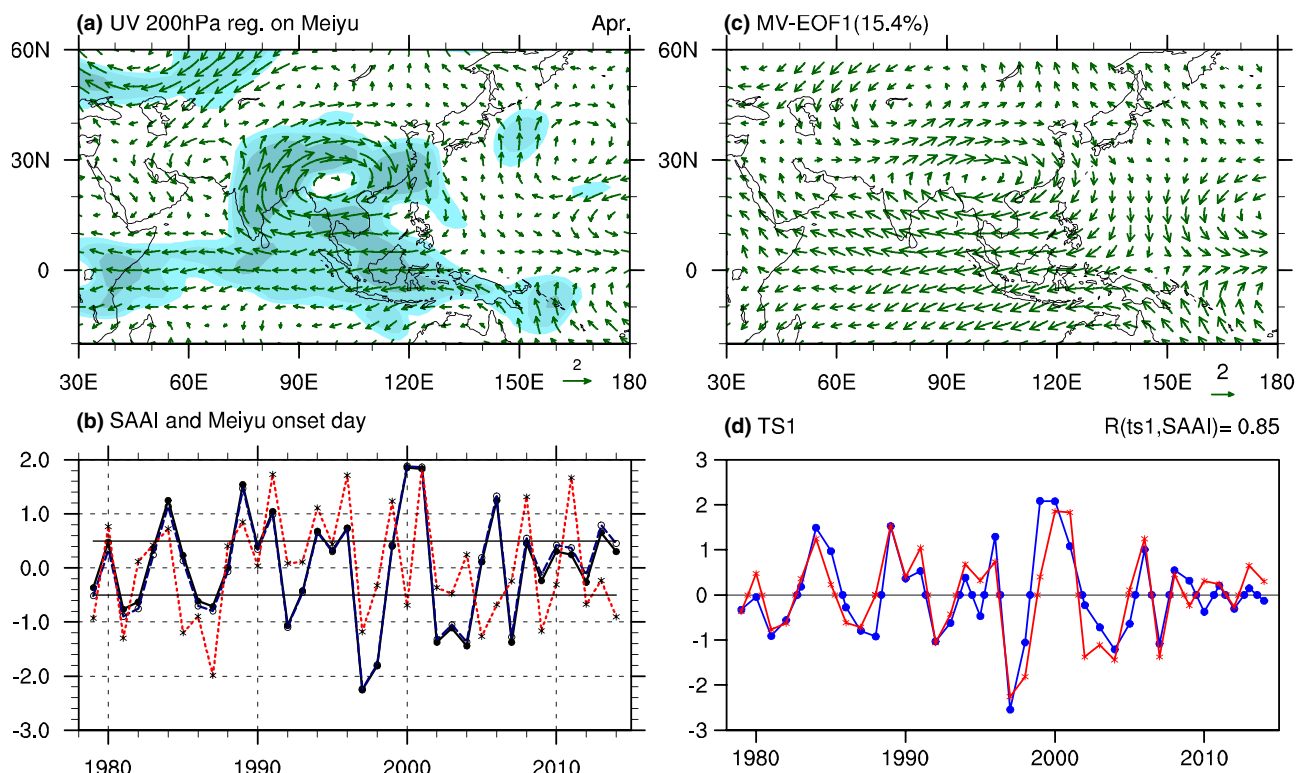 (a) UV 200hPa reg. on Meiyu Apr.
60N
30N
0
30E 60E 90E 120E 150E 180
2
(c) MV-EOF1(15.4%)
60N
30N
0
30E 60E 90E 120E 150E 180
2
(b) SAAI and Meiyu onset day
2.0
1.0
0.0
-1.0
-2.0
-3.0
1980 1990 2000 2010
(d) TS1 R(ts1,SAAI)= 0.85
3
2
1
0
-1
-2
-3
1980 1990 2000 2010